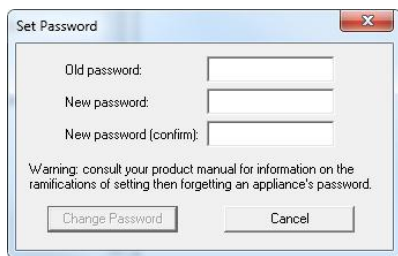 Set Password
Old password:
New password:
New password (confirm):
Warning: consult your product manual for information on the
ramifications of setting then forgetting an appliance's password.
Change Password Cancel